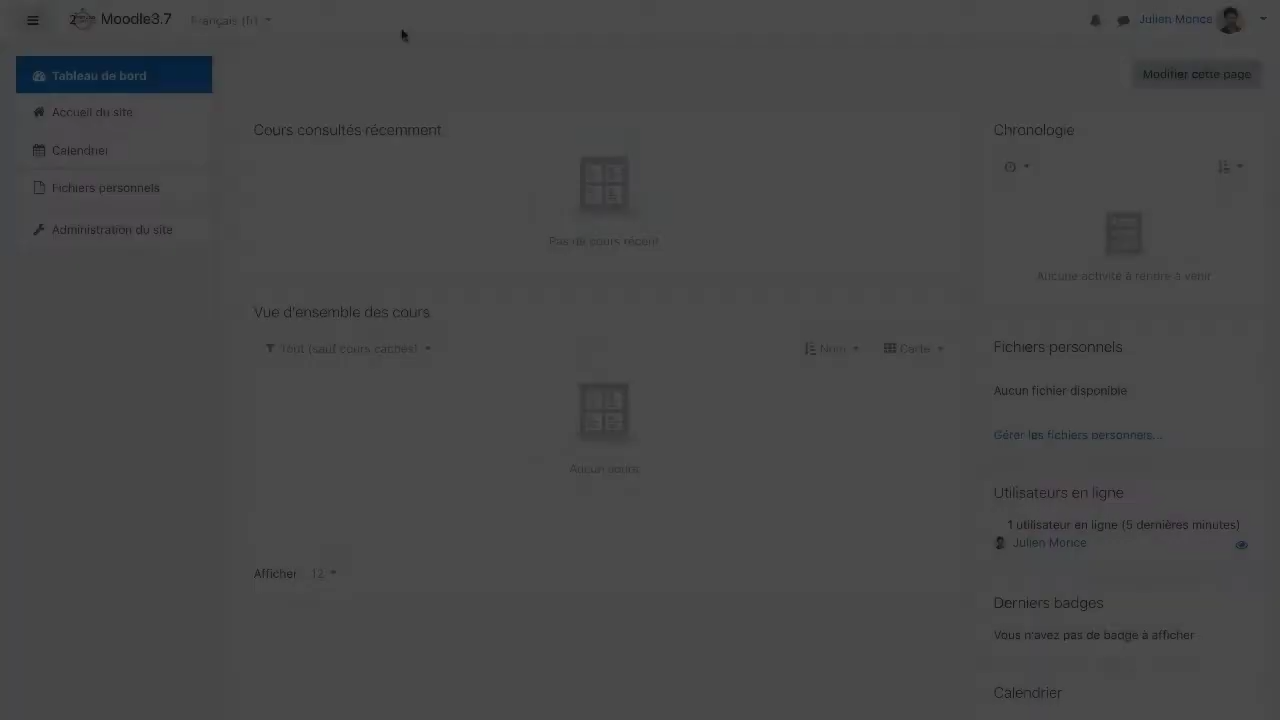 Moodle3.7
Français (fr)
Julien Monce
Tableau de bord
Modifier cette page
Accueil du site
Calendrier
Fichiers personnels
Administration du site
Cours consultés récemment
Pas de cours récent
Chronologie
Aucune activité à rendre à venir
Vue d'ensemble des cours
Tout (sauf cours cachés)
Nom
Carte
Aucun cours
Afficher 12
Fichiers personnels
Aucun fichier disponible
Gérer les fichiers personnels...
Utilisateurs en ligne
1 utilisateur en ligne (5 dernières minutes)
Julien Monce
Derniers badges
Vous n'avez pas de badge à afficher
Calendrier